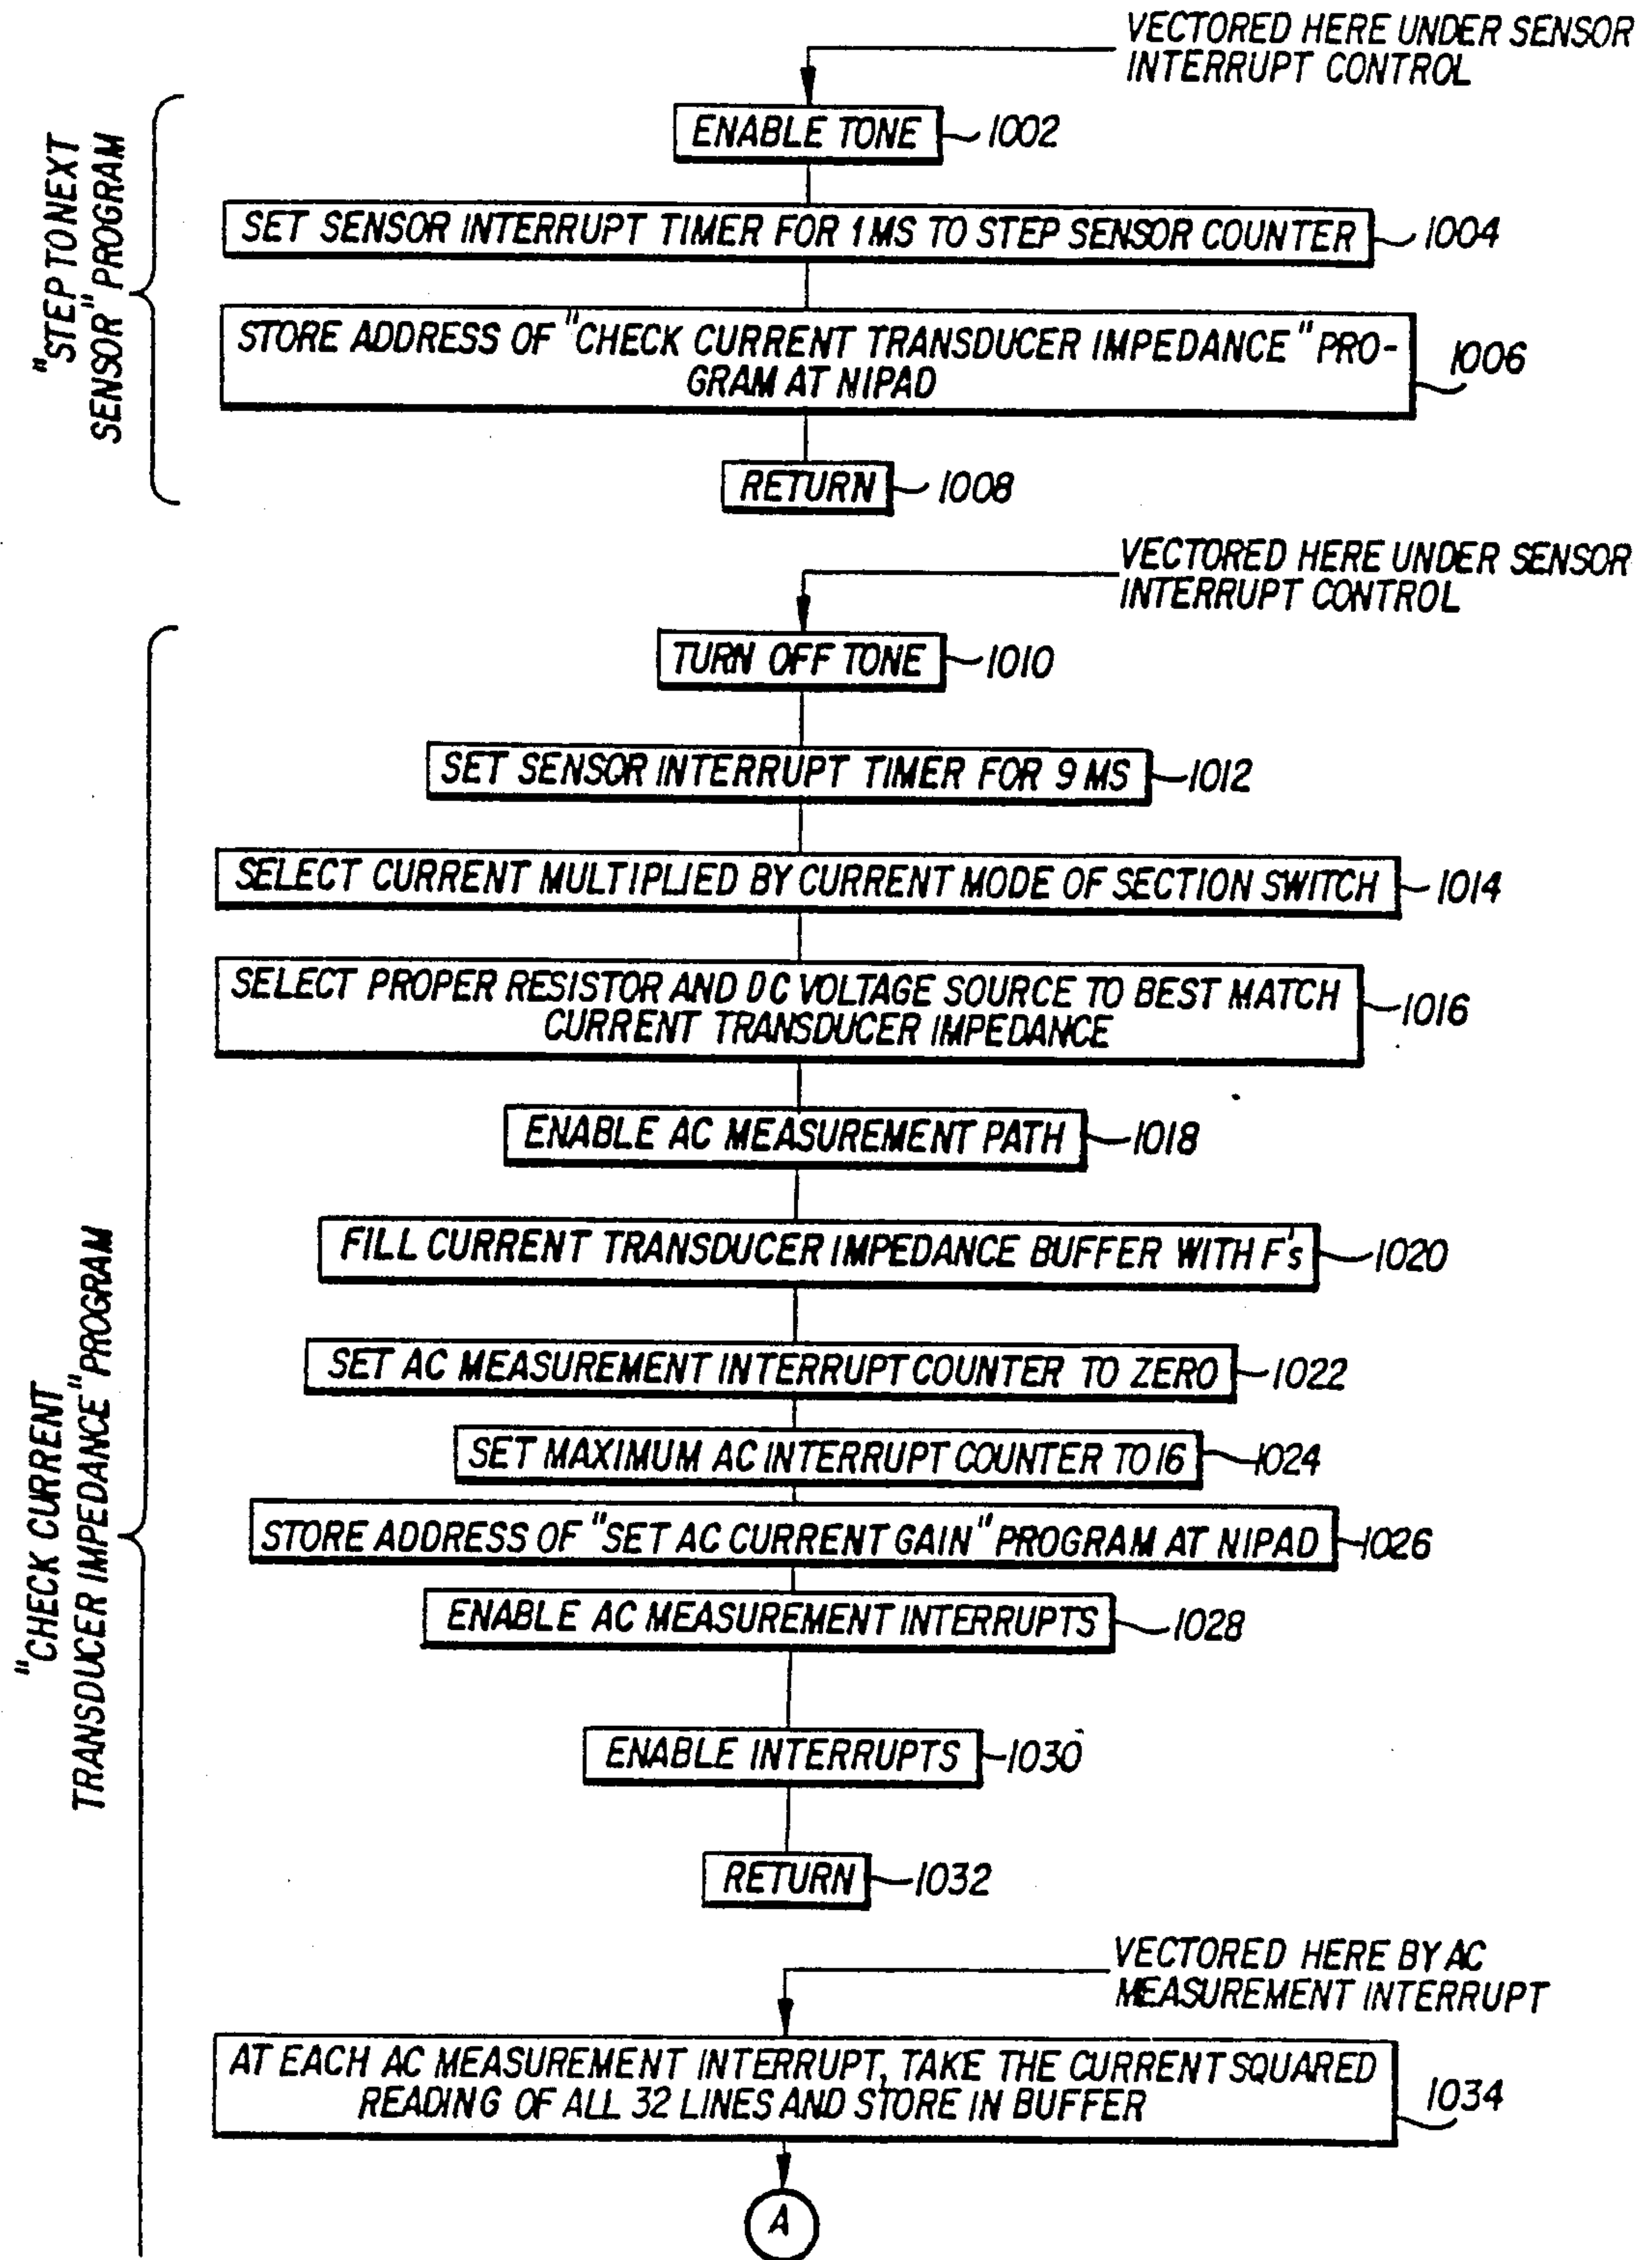 VECTORED HERE UNDER SENSOR
INTERRUPT CONTROL
"STEP TO NEXT
SENSOR" PROGRAM
ENABLE TONE 1002
SET SENSOR INTERRUPT TIMER FOR 1 MS TO STEP SENSOR COUNTER 1004
STORE ADDRESS OF "CHECK CURRENT TRANSDUCER IMPEDANCE" PRO-
GRAM AT NIPAD 1006
RETURN 1008
VECTORED HERE UNDER SENSOR
INTERRUPT CONTROL
"CHECK CURRENT
TRANSDUCER IMPEDANCE" PROGRAM
TURN OFF TONE 1010
SET SENSOR INTERRUPT TIMER FOR 9 MS 1012
SELECT CURRENT MULTIPLIED BY CURRENT MODE OF SECTION SWITCH 1014
SELECT PROPER RESISTOR AND DC VOLTAGE SOURCE TO BEST MATCH
CURRENT TRANSDUCER IMPEDANCE 1016
ENABLE AC MEASUREMENT PATH 1018
FILL CURRENT TRANSDUCER IMPEDANCE BUFFER WITH F's 1020
SET AC MEASUREMENT INTERRUPT COUNTER TO ZERO 1022
SET MAXIMUM AC INTERRUPT COUNTER TO 16 1024
STORE ADDRESS OF "SET AC CURRENT GAIN" PROGRAM AT NIPAD 1026
ENABLE AC MEASUREMENT INTERRUPTS 1028
ENABLE INTERRUPTS 1030
RETURN 1032
VECTORED HERE BY AC
MEASUREMENT INTERRUPT
AT EACH AC MEASUREMENT INTERRUPT, TAKE THE CURRENT SQUARED
READING OF ALL 32 LINES AND STORE IN BUFFER 1034
A